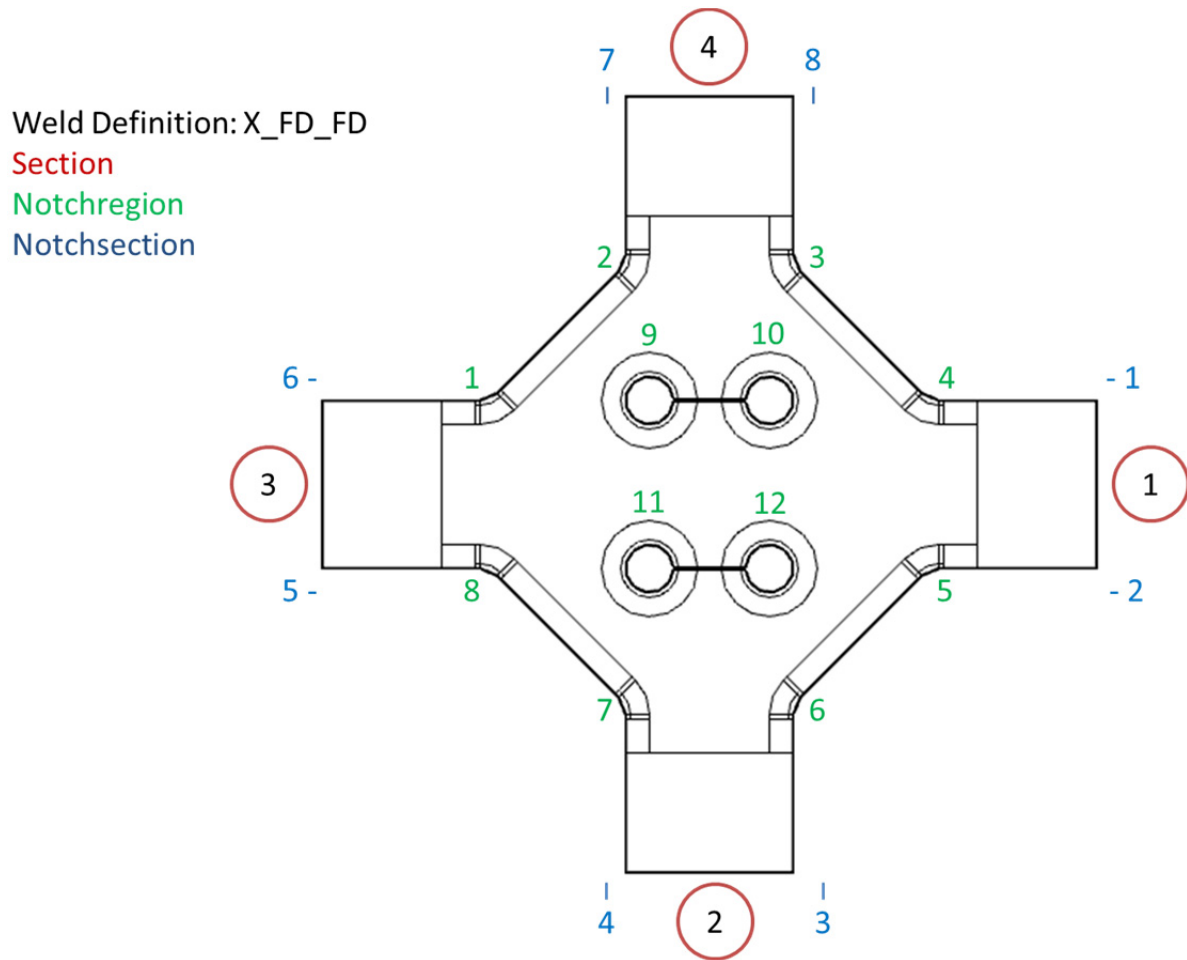 7 4 8
Weld Definition: X_FD_FD
Section
Notchregion
Notchsection
2 3
9 10
6 - 1 4 - 1
3 1
11 12
5 - 8 5 - 2
7 6
4 2 3